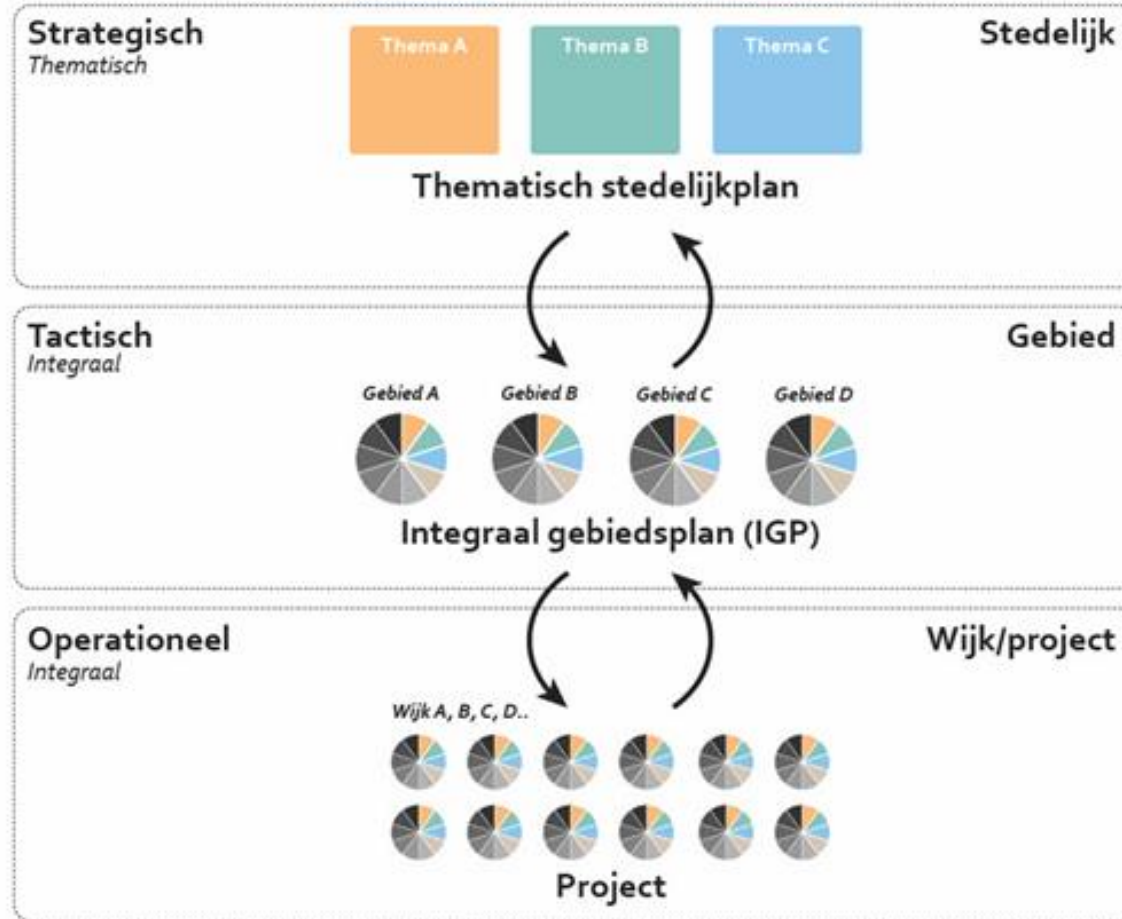 Strategisch
Stedelijk
Thematisch
Thema A
Thema B
Thema C
Thematisch stedelijkplan
Tactisch
Gebied
Integraal
Gebied A
Gebied B
Gebied C
Gebied D
Integraal gebiedsplan (IGP)
Operationeel
Wijk/project
Integraal
Wijk A, B, C, D..
Project